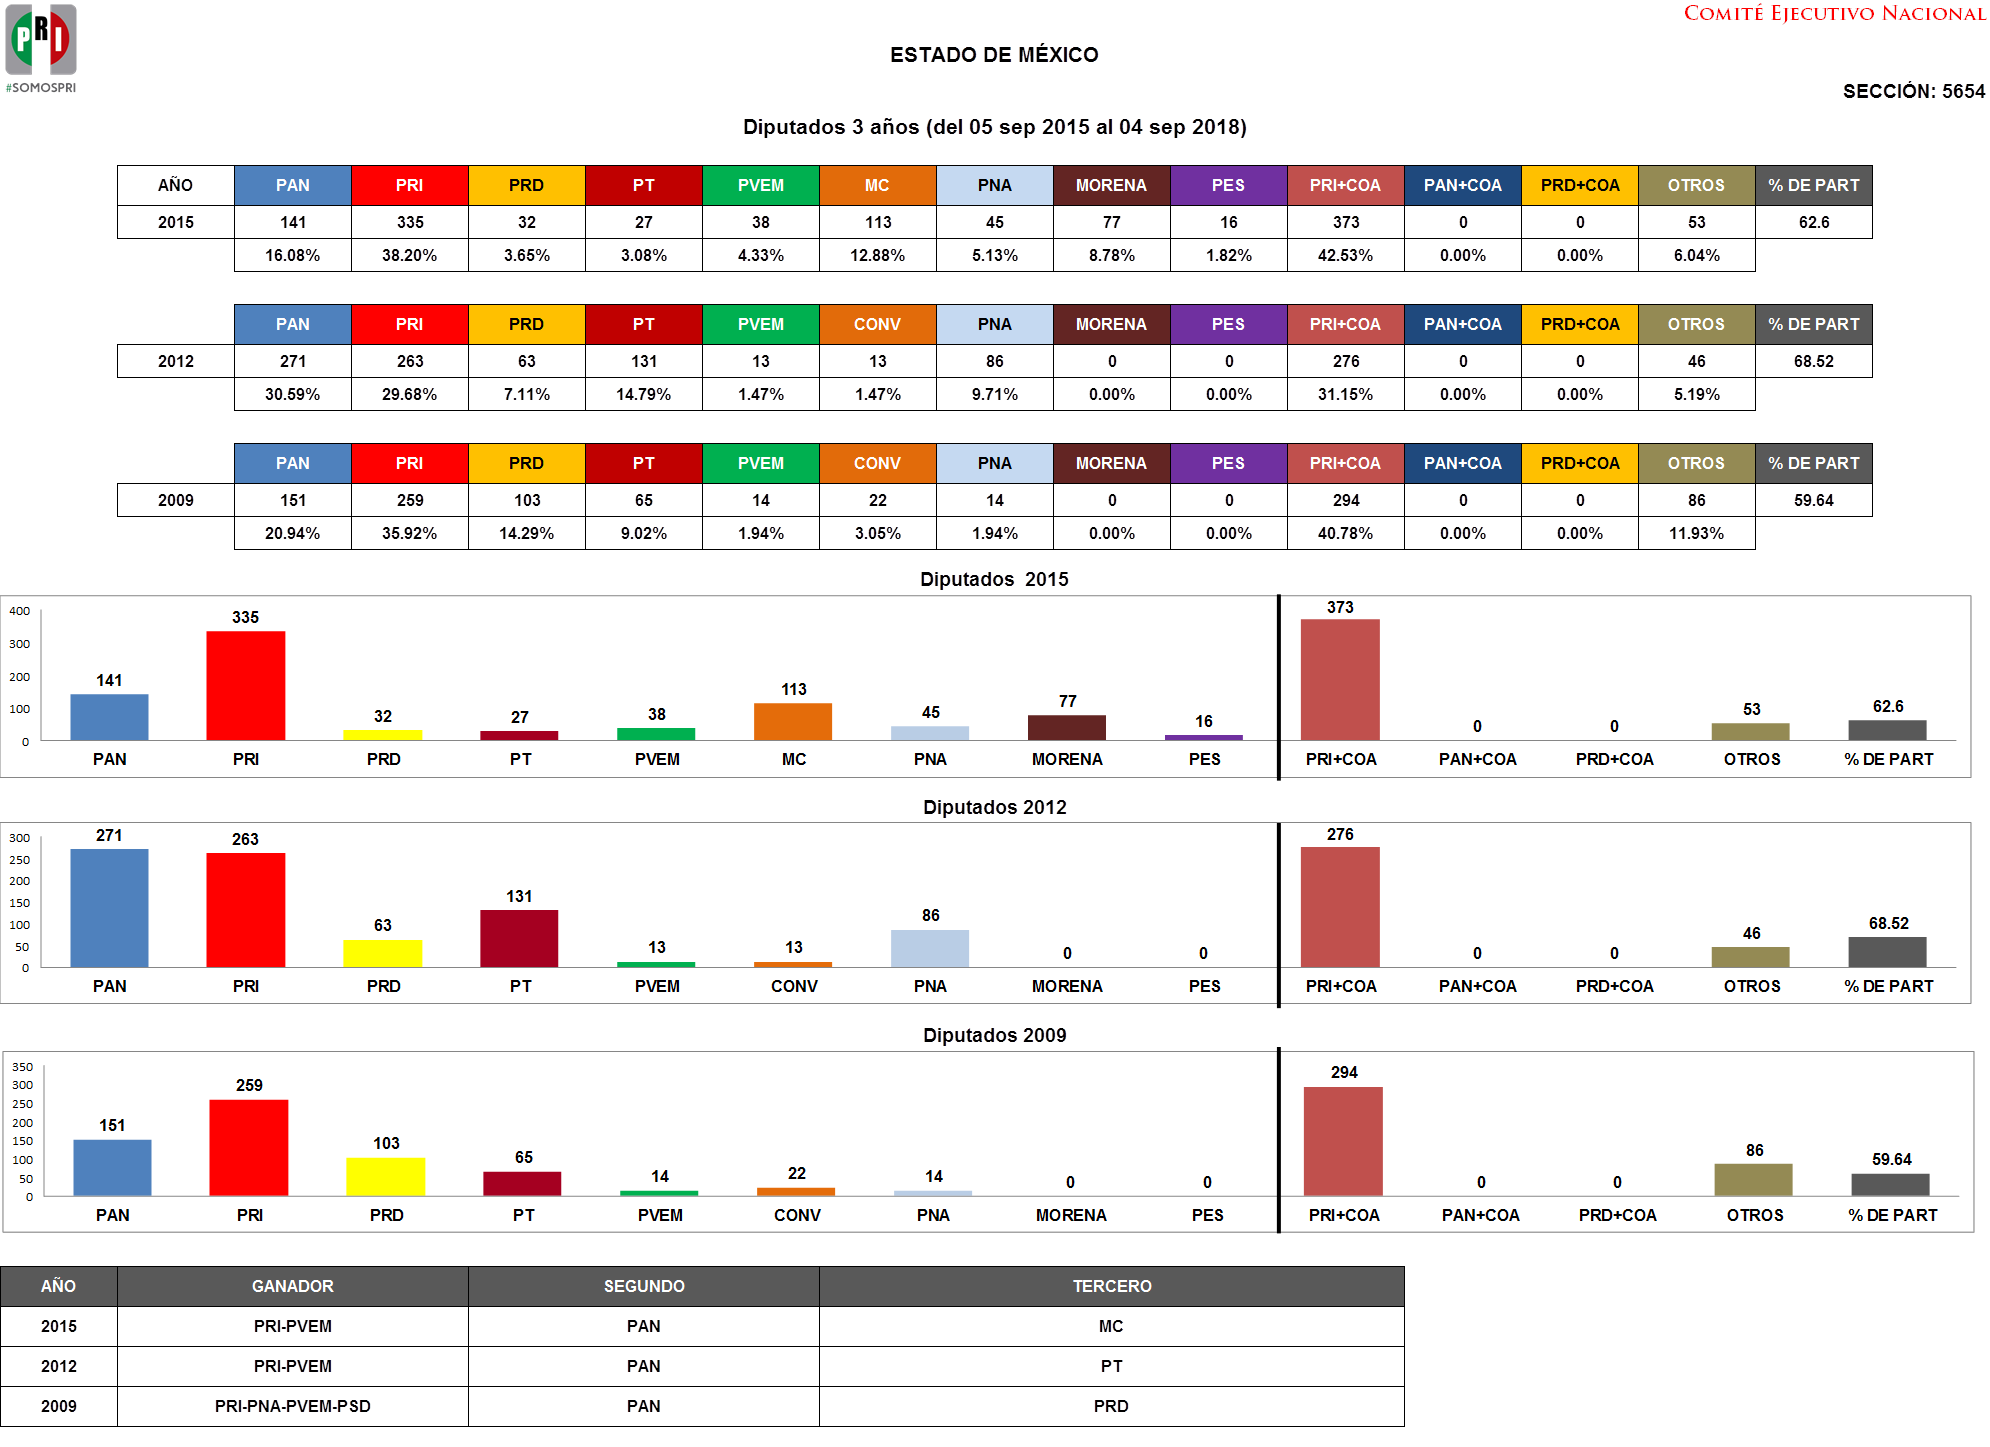 PRI
#SOMOSPRI
COMITÉ EJECUTIVO NACIONAL
ESTADO DE MÉXICO
SECCIÓN: 5654
Diputados 3 años (del 05 sep 2015 al 04 sep 2018)
AÑO PAN PRI PRD PT PVEM MC PNA MORENA PES PRI+COA PAN+COA PRD+COA OTROS % DE PART
2015 141 335 32 27 38 113 45 77 16 373 0 0 53 62.6
16.08% 38.20% 3.65% 3.08% 4.33% 12.88% 5.13% 8.78% 1.82% 42.53% 0.00% 0.00% 6.04%
PAN PRI PRD PT PVEM CONV PNA MORENA PES PRI+COA PAN+COA PRD+COA OTROS % DE PART
2012 271 263 63 131 13 13 86 0 0 276 0 0 46 68.52
30.59% 29.68% 7.11% 14.79% 1.47% 1.47% 9.71% 0.00% 0.00% 31.15% 0.00% 0.00% 5.19%
PAN PRI PRD PT PVEM CONV PNA MORENA PES PRI+COA PAN+COA PRD+COA OTROS % DE PART
2009 151 259 103 65 14 22 14 0 0 294 0 0 86 59.64
20.94% 35.92% 14.29% 9.02% 1.94% 3.05% 1.94% 0.00% 0.00% 40.78% 0.00% 0.00% 11.93%
Diputados 2015
400
300
200
100
0
141 335 32 27 38 113 45 77 16 373 0 0 53 62.6
PAN PRI PRD PT PVEM MC PNA MORENA PES PRI+COA PAN+COA PRD+COA OTROS % DE PART
Diputados 2012
300
250
200
150
100
50
0
271 263 63 131 13 13 86 0 0 276 0 0 46 68.52
PAN PRI PRD PT PVEM CONV PNA MORENA PES PRI+COA PAN+COA PRD+COA OTROS % DE PART
Diputados 2009
350
300
250
200
150
100
50
0
151 259 103 65 14 22 14 0 0 294 0 0 86 59.64
PAN PRI PRD PT PVEM CONV PNA MORENA PES PRI+COA PAN+COA PRD+COA OTROS % DE PART
AÑO GANADOR SEGUNDO TERCERO
2015 PRI-PVEM PAN MC
2012 PRI-PVEM PAN PT
2009 PRI-PNA-PVEM-PSD PAN PRD